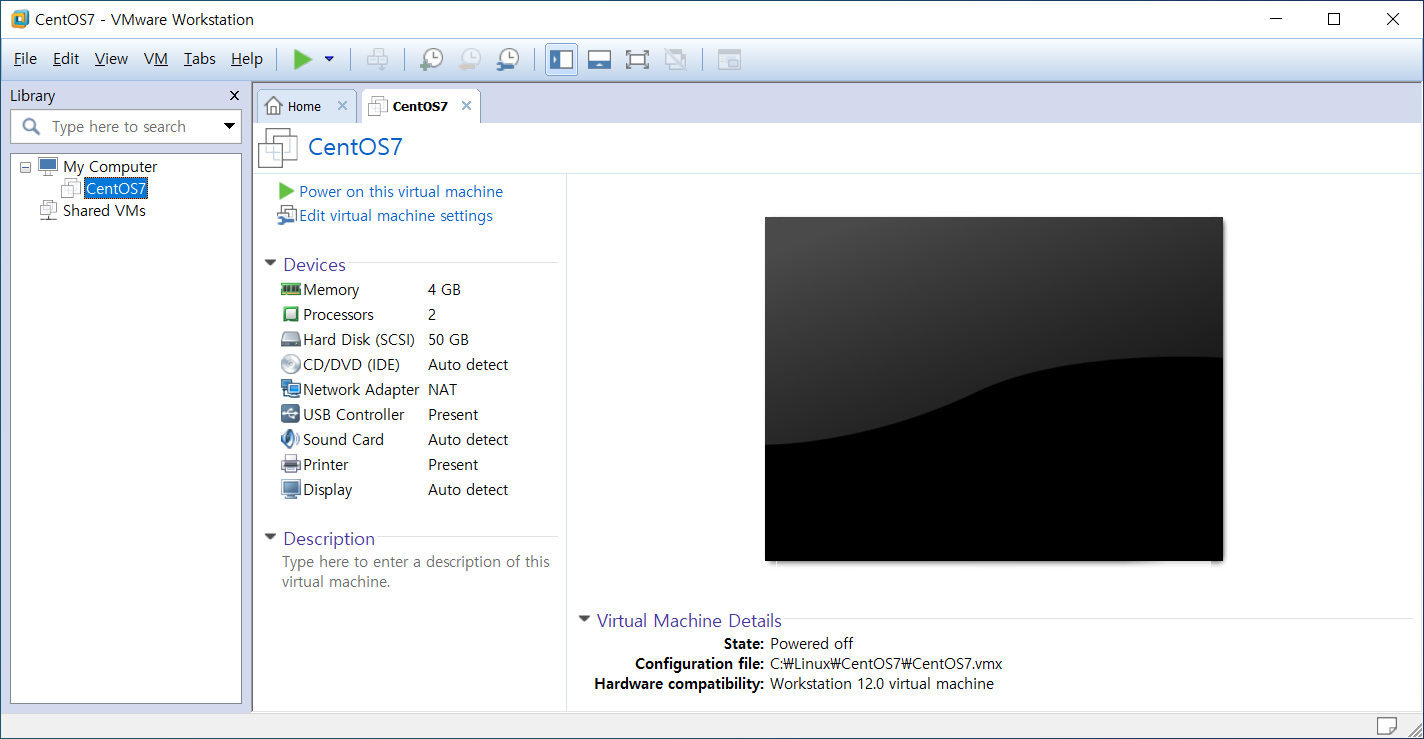 CentOS7 - VMware Workstation
File Edit View VM Tabs Help
Library
Type here to search
My Computer
CentOS7
Shared VMs
Home
CentOS7
CentOS7
Power on this virtual machine
Edit virtual machine settings
Devices
Memory 4 GB
Processors 2
Hard Disk (SCSI) 50 GB
CD/DVD (IDE) Auto detect
Network Adapter NAT
USB Controller Present
Sound Card Auto detect
Printer Present
Display Auto detect
Description
Type here to enter a description of this
virtual machine.
Virtual Machine Details
State: Powered off
Configuration file: C:₩Linux₩CentOS7₩CentOS7.vmx
Hardware compatibility: Workstation 12.0 virtual machine